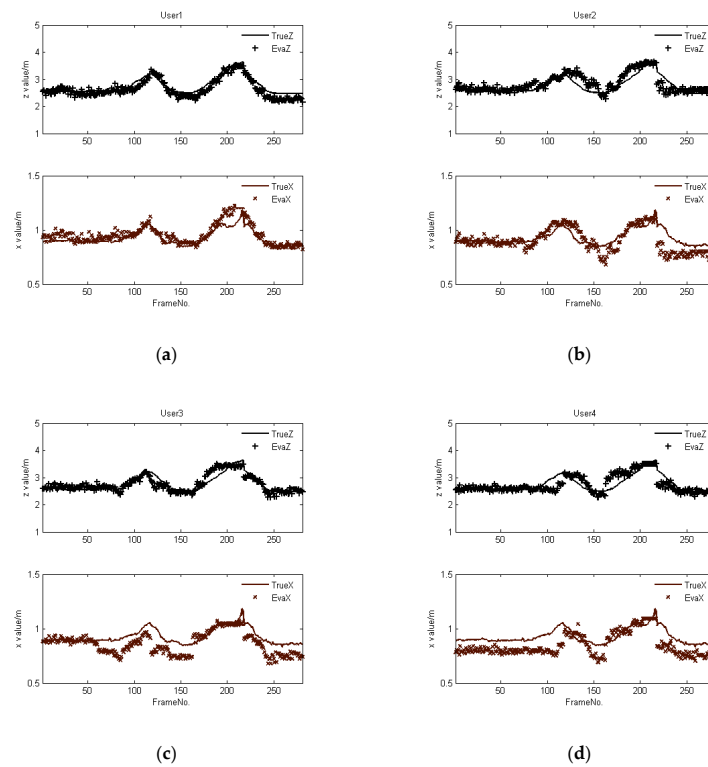 User1
5
4
3
2
1
z value/m
TrueZ
EvaZ
50 100 150 200 250
1.5
1
0.5
x value/m
TrueX
EvaX
50 100 150 200 250
FrameNo.
(a)
User2
5
4
3
2
1
z value/m
TrueZ
EvaZ
50 100 150 200 250
1.5
1
0.5
x value/m
TrueX
EvaX
50 100 150 200 250
FrameNo.
(b)
User3
5
4
3
2
1
z value/m
TrueZ
EvaZ
50 100 150 200 250
1.5
1
0.5
x value/m
TrueX
EvaX
50 100 150 200 250
FrameNo.
(c)
User4
5
4
3
2
1
z value/m
TrueZ
EvaZ
50 100 150 200 250
1.5
1
0.5
x value/m
TrueX
EvaX
50 100 150 200 250
FrameNo.
(d)